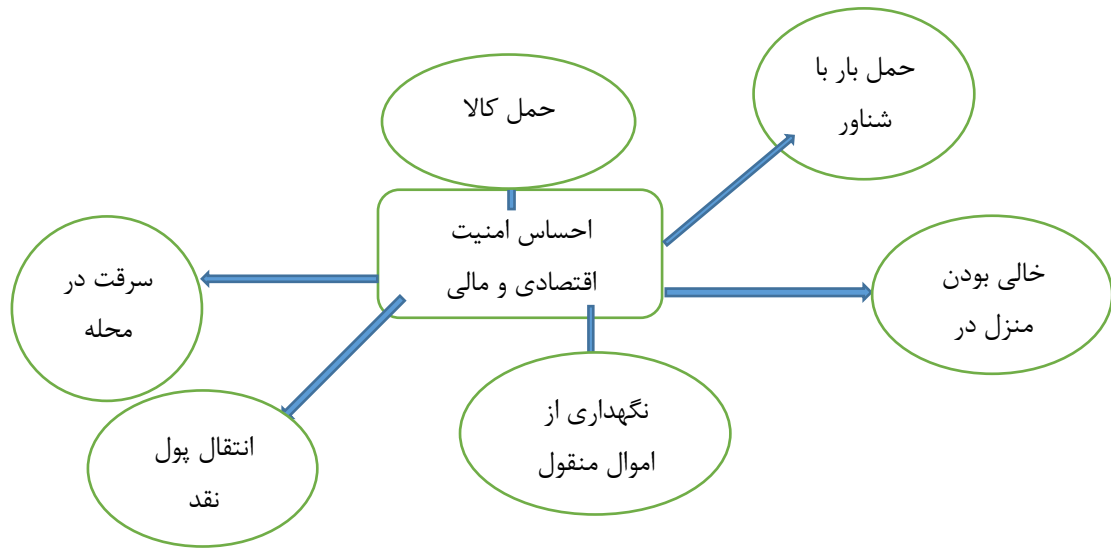 حمل بار با
شناور
حمل کالا
احساس امنیت
اقتصادی و مالی
خالی بودن
منزل در
سرقت در
محله
نگهداری از
اموال منقول
انتقال پول
نقد